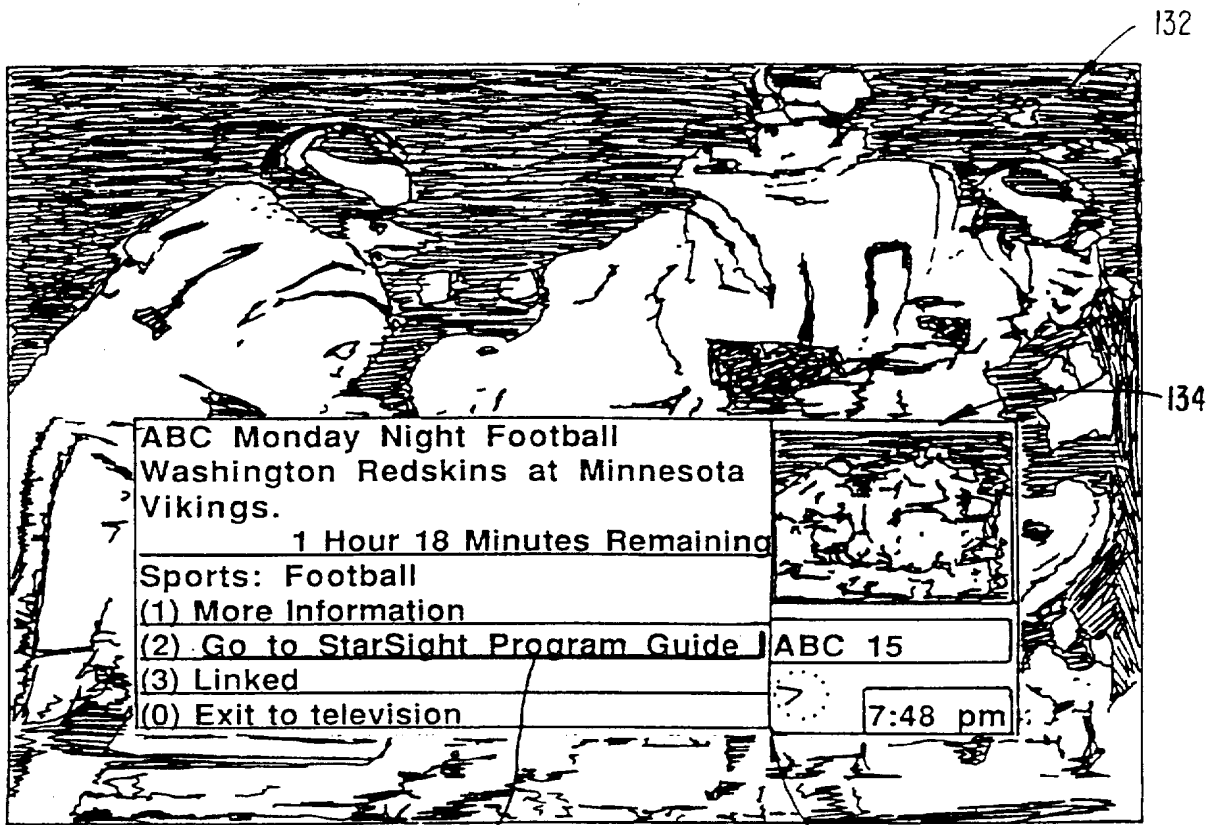 132
134
ABC Monday Night Football
Washington Redskins at Minnesota
Vikings.
1 Hour 18 Minutes Remaining
Sports: Football
(1) More Information
(2) Go to StarSight Program Guide
ABC 15
(3) Linked
(0) Exit to television
7:48 pm